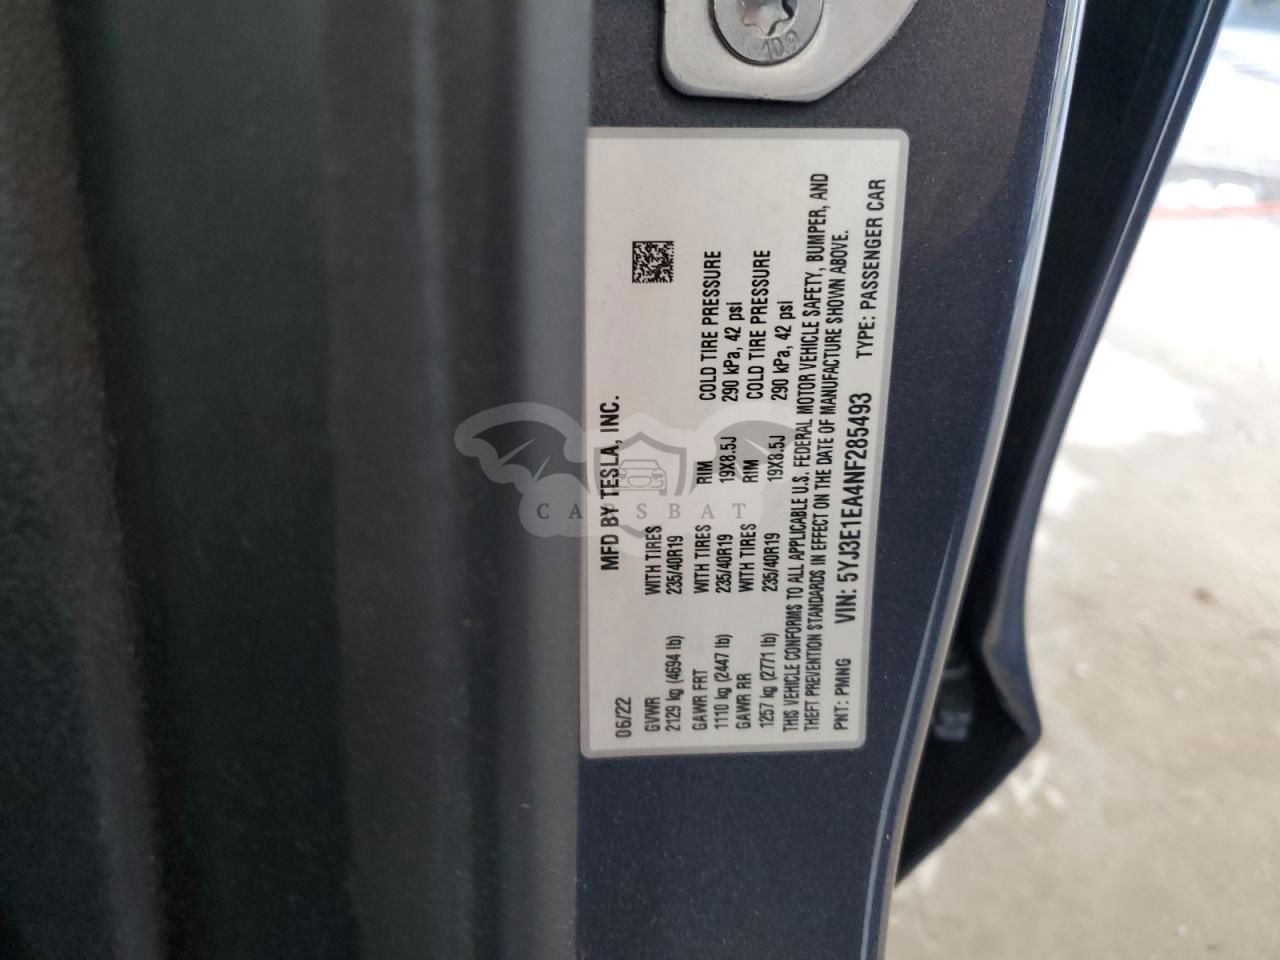 10.9
MFD BY TESLA, INC.
06/22
GVWR WITH TIRES
2129 kg (4694 lb) 235/40R19
GAWR FRT WITH TIRES RIM COLD TIRE PRESSURE
1110 kg (2447 lb) 235/40R19 19X8.5J 290 kPa, 42 psi
GAWR RR WITH TIRES RIM COLD TIRE PRESSURE
1257 kg (2771 lb) 235/40R19 19X8.5J 290 kPa, 42 psi
THIS VEHICLE CONFORMS TO ALL APPLICABLE U.S. FEDERAL MOTOR VEHICLE SAFETY, BUMPER, AND
THEFT PREVENTION STANDARDS IN EFFECT ON THE DATE OF MANUFACTURE SHOWN ABOVE.
PNT: PMNG VIN: 5YJ3E1EA4NF285493 TYPE: PASSENGER CAR
CARSBAT